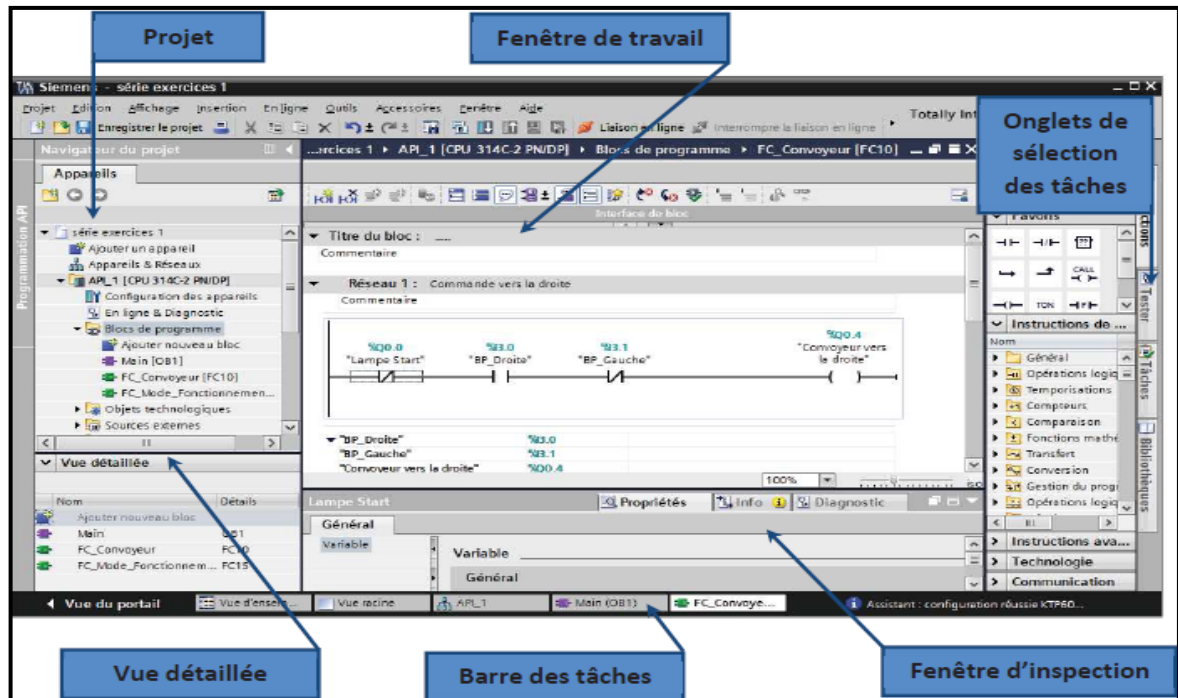 Projet
Fenêtre de travail
Siemens - série exercices 1
Projet Edition Affichage Insertion En ligne Outils Accessoires Fenêtre Aide
Totally Int
Enregistrer le projet
Liaison en ligne
Interrompre la liaison en ligne
Onglets de
sélection
des tâches
Navigateur du projet
...rcices 1 ▸ API_1 [CPU 314C-2 PN/DP] ▸ Blocs de programme ▸ FC_Convoyeur [FC10]
Appareils
Programmation API
Interface de bloc
série exercices 1
Ajouter un appareil
Appareils & Réseaux
API_1 [CPU 314C-2 PN/DP]
Configuration des appareils
En ligne & Diagnostic
Blocs de programme
Ajouter nouveau bloc
Main [OB1]
FC_Convoyeur [FC10]
FC_Mode_Fonctionnemen...
Objets technologiques
Sources externes
Titre du bloc : ....
Commentaire
Réseau 1 : Commande vers la droite
Commentaire
%Q0.0
"Lampe Start"
%I3.0
"BP_Droite"
%I3.1
"BP_Gauche"
%Q0.4
"Convoyeur vers
la droite"
"BP_Droite" %I3.0
"BP_Gauche" %I3.1
"Convoyeur vers la droite" %Q0.4
100%
Favoris
??
CALL
TON
Instructions de ...
Nom
Général
Opérations logiq
Temporisations
Compteurs
Comparaison
Fonctions mathé
Transfert
Conversion
Gestion du progr
Opérations logiq
Instructions ava...
Technologie
Communication
ctions
Tester
Tâches
Bibliothèques
Vue détaillée
Nom Détails
Ajouter nouveau bloc
Main OB1
FC_Convoyeur FC10
FC_Mode_Fonctionnem... FC15
Lampe Start
Propriétés
Info
Diagnostic
Général
Variable
Variable
Général
Vue du portail
Vue d'ense...
Vue racine
API_1
Main (OB1)
FC_Convoye...
Assistant : configuration réussie KTP60...
Vue détaillée
Barre des tâches
Fenêtre d'inspection